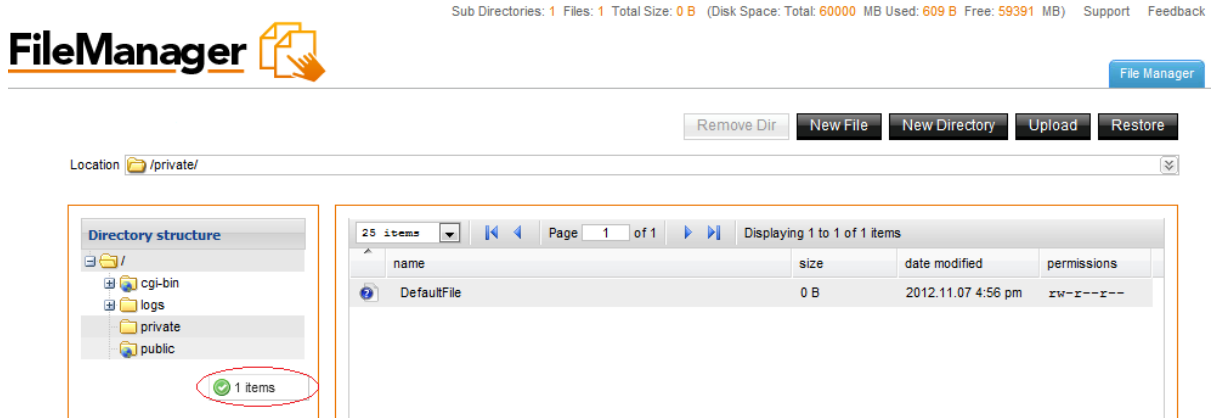 Sub Directories: 1 Files: 1 Total Size: 0 B (Disk Space: Total: 60000 MB Used: 609 B Free: 59391 MB) Support Feedback
FileManager
File Manager
Remove Dir New File New Directory Upload Restore
Location /private/
Directory structure
/
cgi-bin
logs
private
public
1 items
25 items Page 1 of 1 Displaying 1 to 1 of 1 items
name size date modified permissions
DefaultFile 0 B 2012.11.07 4:56 pm rw-r--r--